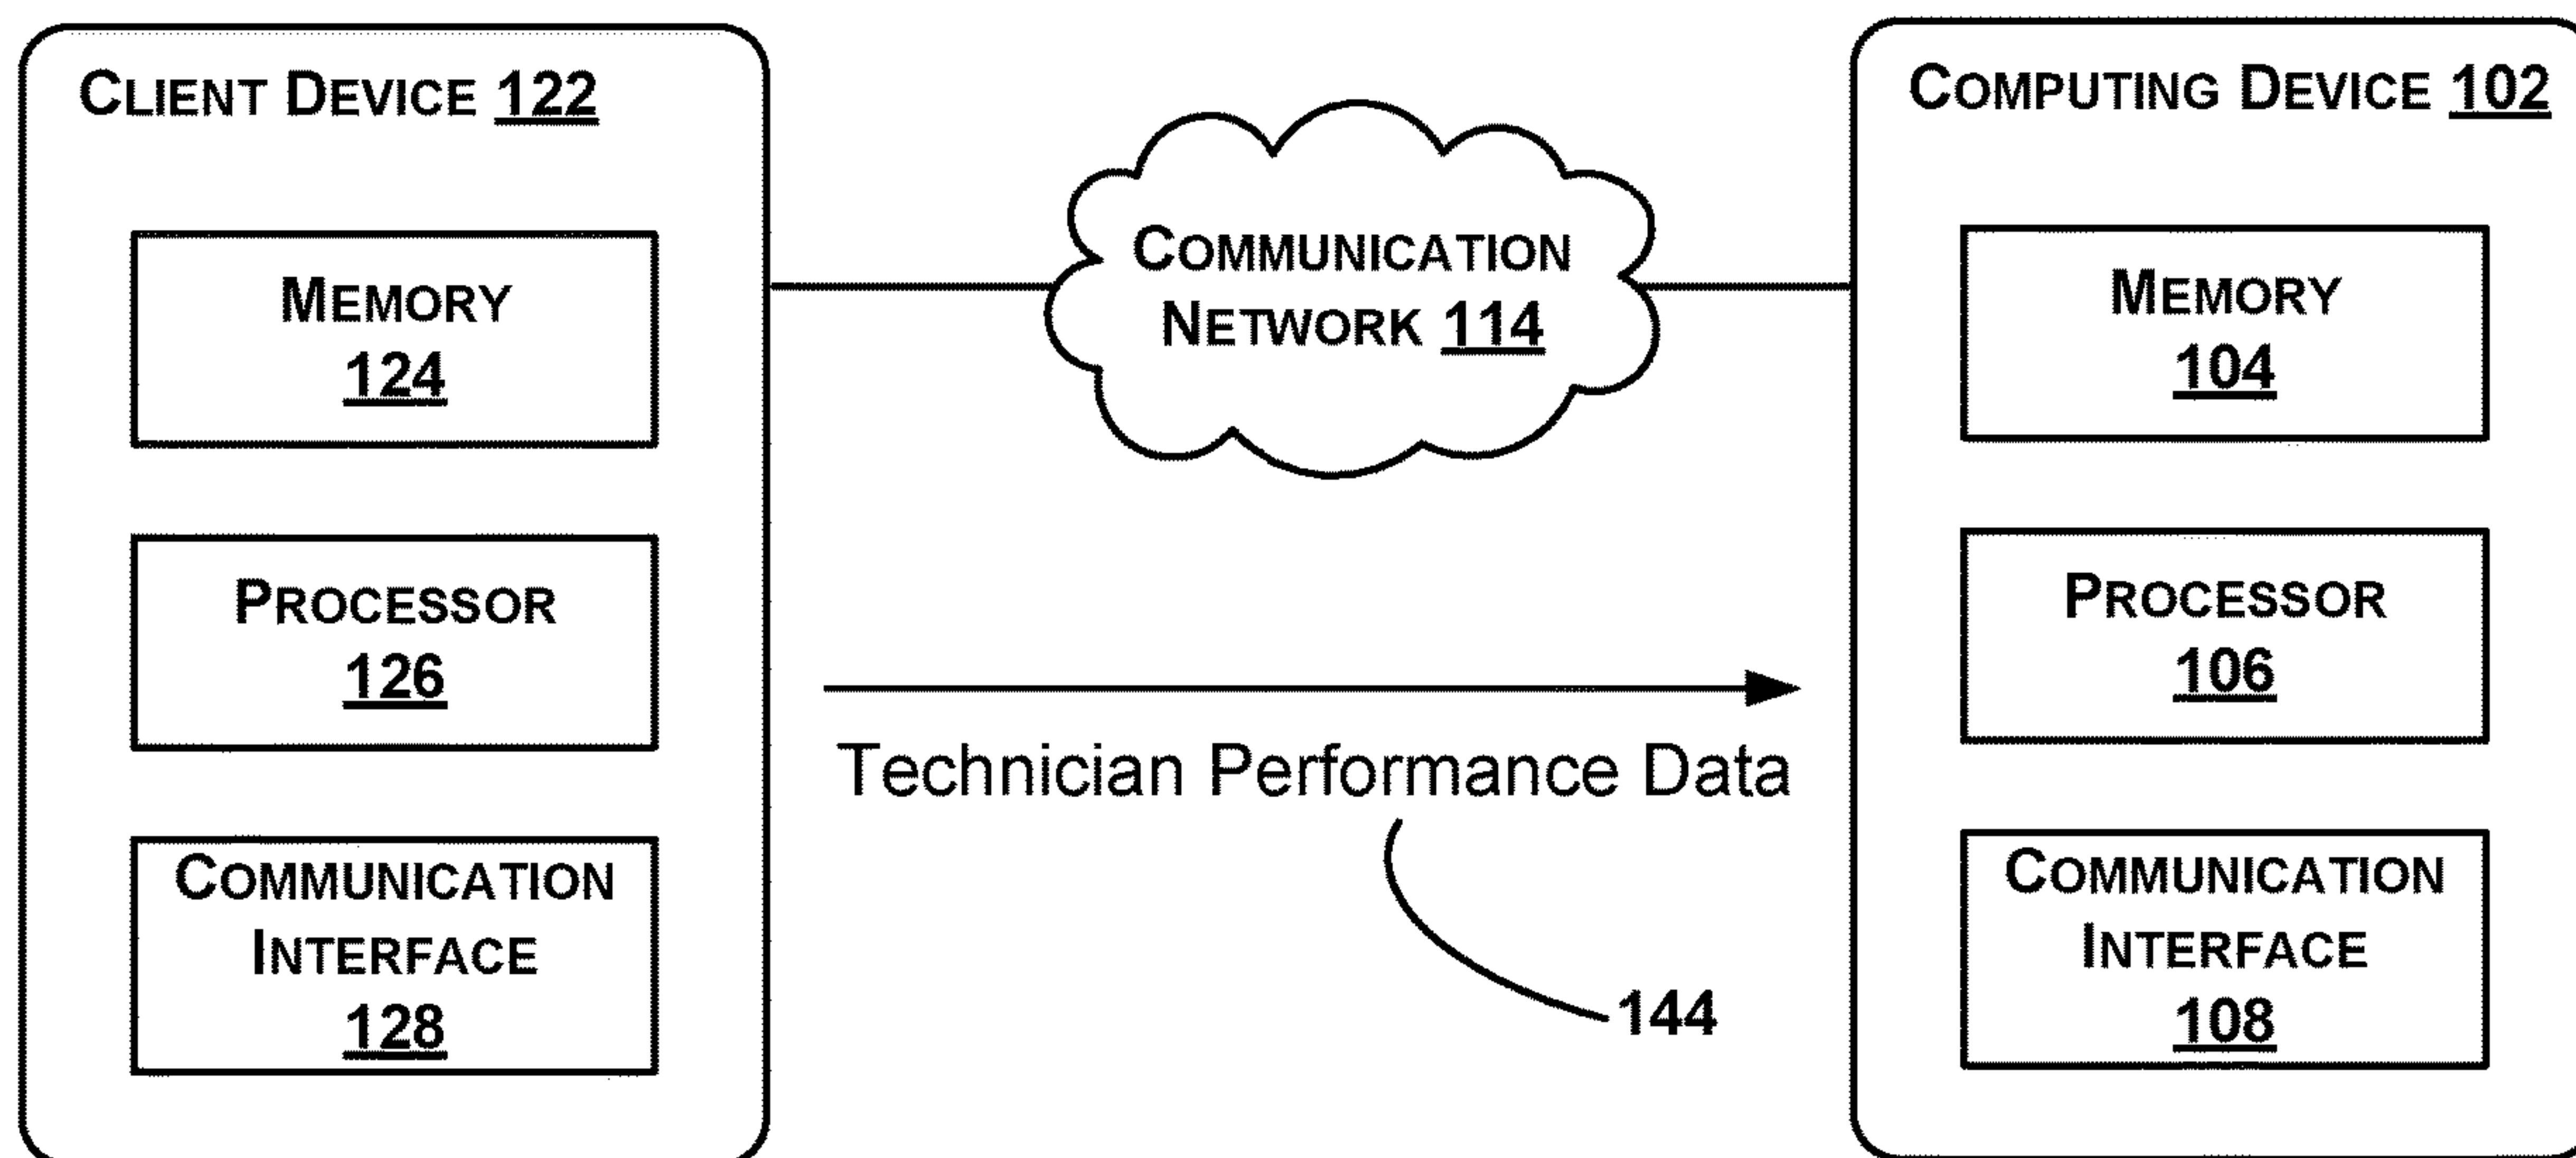 CLIENT DEVICE 122
MEMORY
124
PROCESSOR
126
COMMUNICATION
INTERFACE
128
COMMUNICATION
NETWORK 114
Technician Performance Data
144
COMPUTING DEVICE 102
MEMORY
104
PROCESSOR
106
COMMUNICATION
INTERFACE
108